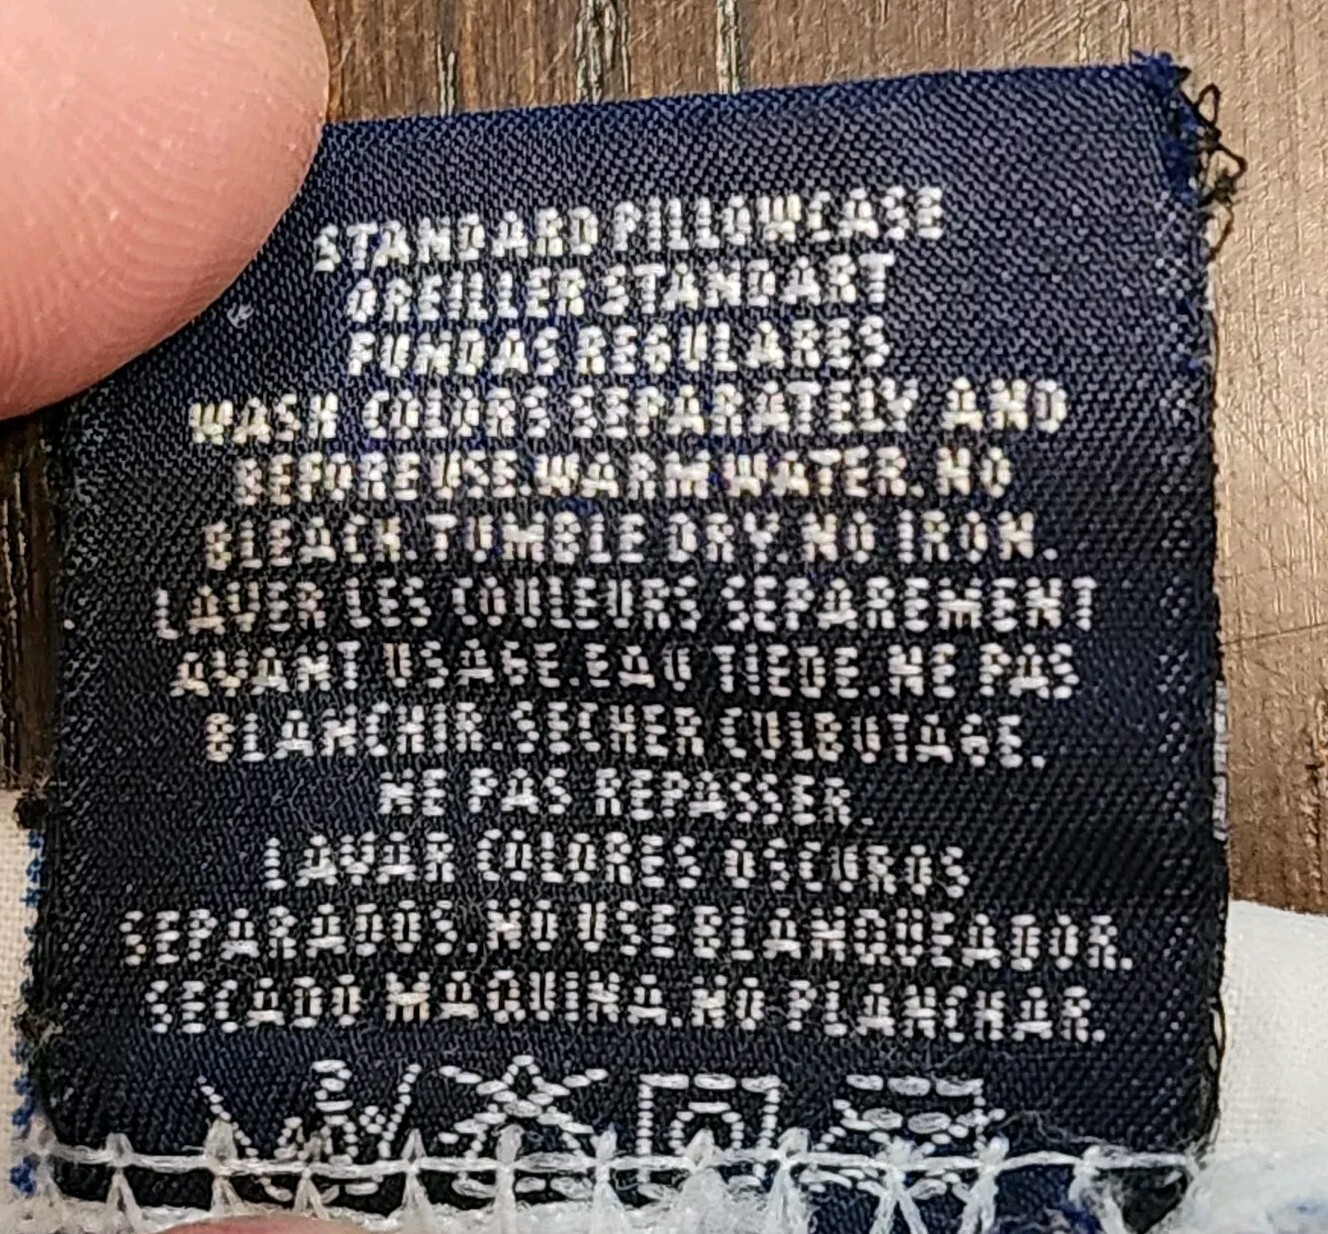 STANDARD PILLOWCASE
OREILLER STANDART
FUNDAS REGULARES
WASH COLORS SEPARATELY AND
BEFORE USE. WARM WATER. NO
BLEACH. TUMBLE DRY. NO IRON.
LAVER LES COULEURS SEPAREMENT
AVANT USAGE. EAU TIEDE. NE PAS
BLANCHIR. SECHER CULBUTAGE.
NE PAS REPASSER.
LAVAR COLORES OSCUROS
SEPARADOS. NO USE BLANQUEADOR.
SECADO MAQUINA. NO PLANCHAR.